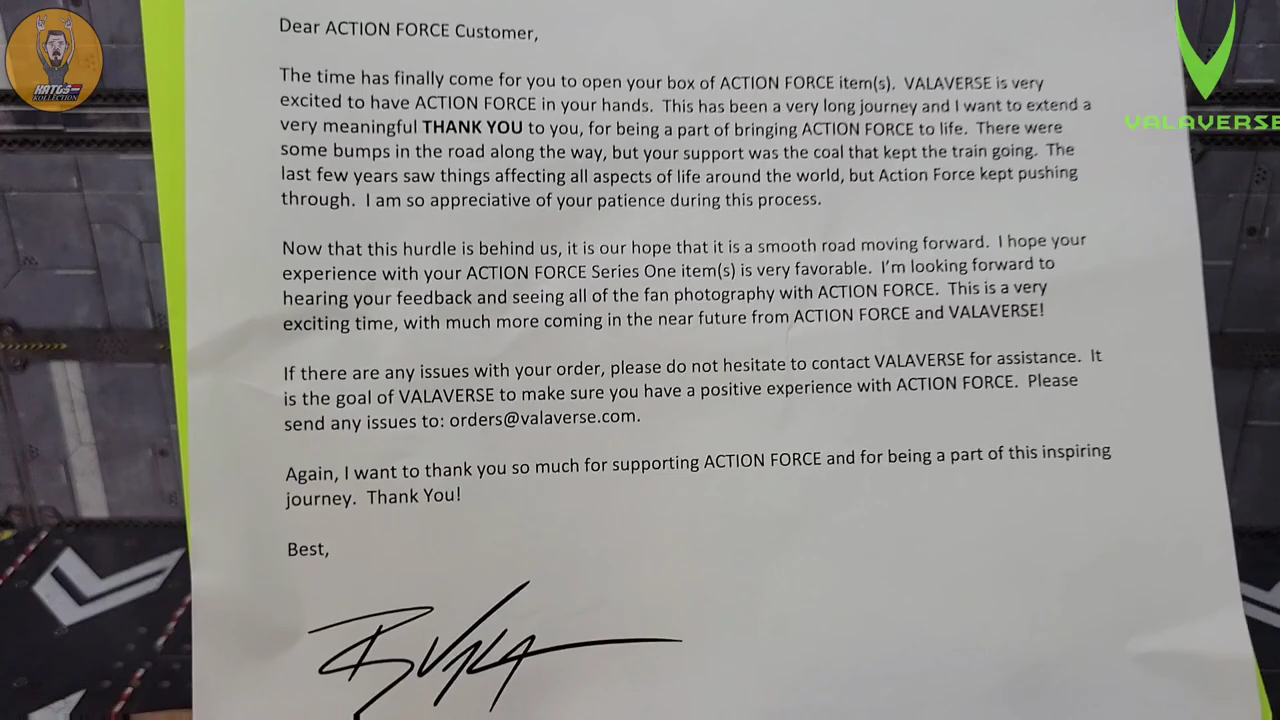 KATGS
KOLLECTION
VALAVERSE
Dear ACTION FORCE Customer,
The time has finally come for you to open your box of ACTION FORCE item(s). VALAVERSE is very
excited to have ACTION FORCE in your hands. This has been a very long journey and I want to extend a
very meaningful THANK YOU to you, for being a part of bringing ACTION FORCE to life. There were
some bumps in the road along the way, but your support was the coal that kept the train going. The
last few years saw things affecting all aspects of life around the world, but Action Force kept pushing
through. I am so appreciative of your patience during this process.
Now that this hurdle is behind us, it is our hope that it is a smooth road moving forward. I hope your
experience with your ACTION FORCE Series One item(s) is very favorable. I'm looking forward to
hearing your feedback and seeing all of the fan photography with ACTION FORCE. This is a very
exciting time, with much more coming in the near future from ACTION FORCE and VALAVERSE!
If there are any issues with your order, please do not hesitate to contact VALAVERSE for assistance. It
is the goal of VALAVERSE to make sure you have a positive experience with ACTION FORCE. Please
send any issues to: orders@valaverse.com.
Again, I want to thank you so much for supporting ACTION FORCE and for being a part of this inspiring
journey. Thank You!
Best,